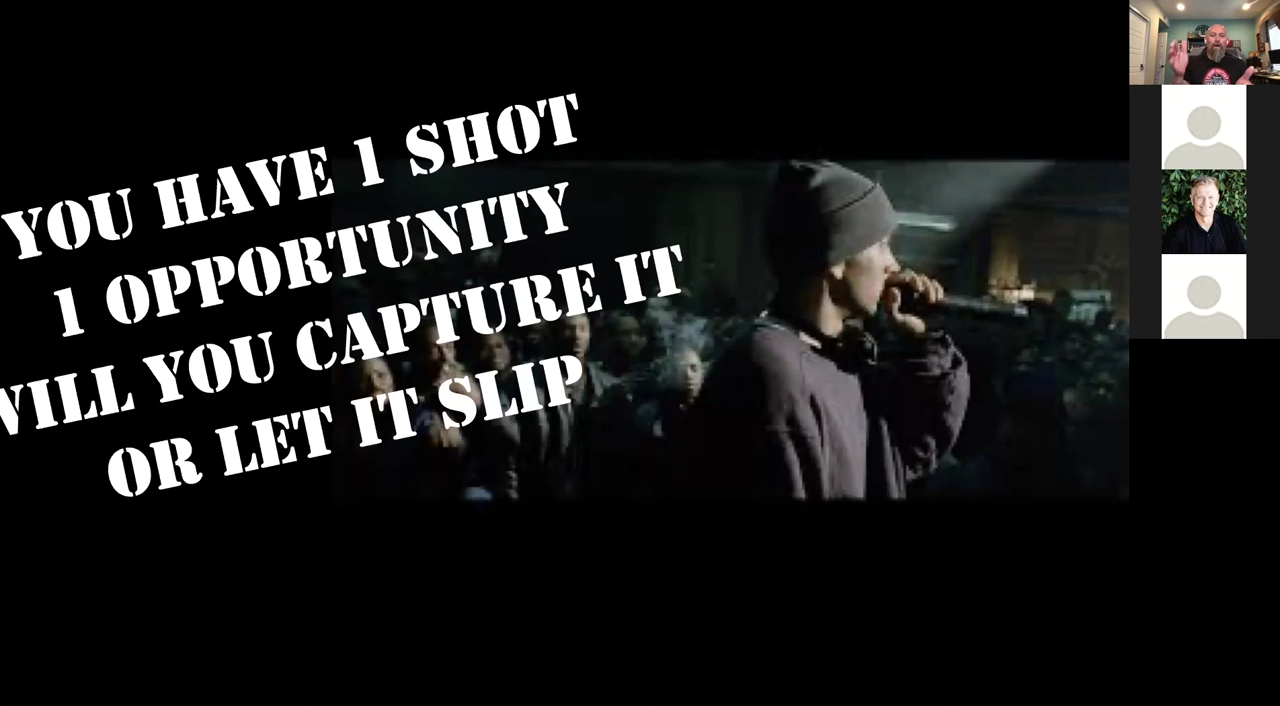 YOU HAVE 1 SHOT
1 OPPORTUNITY
WILL YOU CAPTURE IT
OR LET IT SLIP